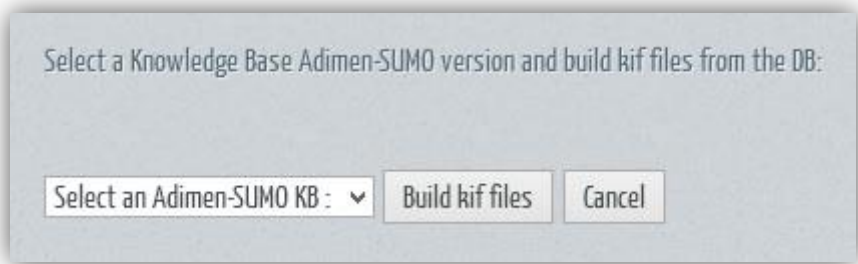 Select a Knowledge Base Adimen-SUMO version and build kif files from the DB:
Select an Adimen-SUMO KB : Build kif files Cancel